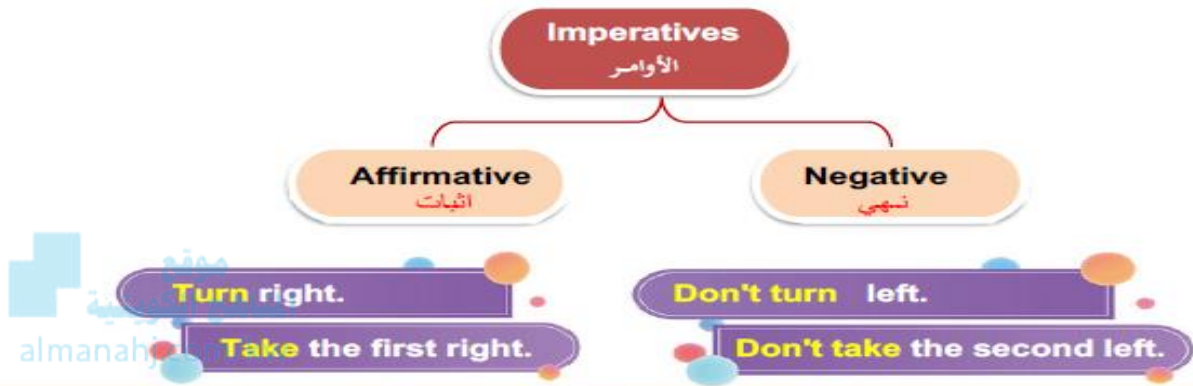 Imperatives
الأوامر
Affirmative
اثبات
Negative
نهي
Turn right.
Don't turn left.
Take the first right.
Don't take the second left.
موقع
almanahj